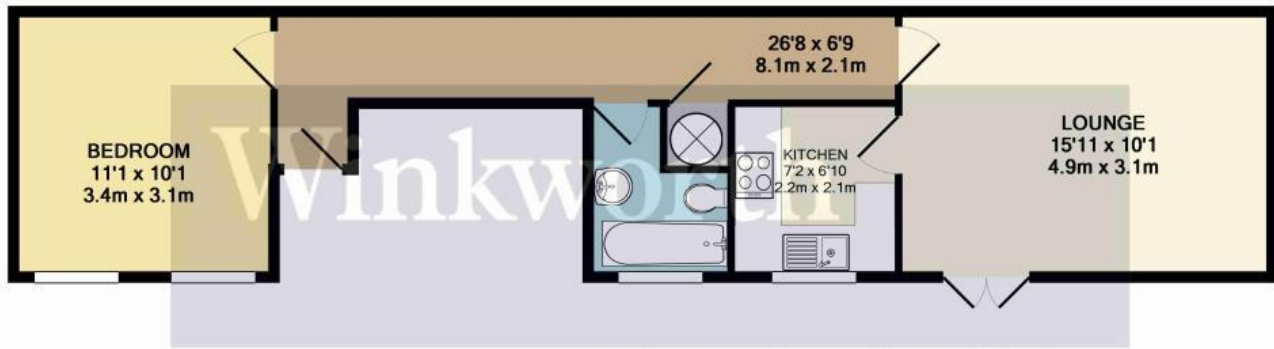 26'8 x 6'9
8.1m x 2.1m
BEDROOM
11'1 x 10'1
3.4m x 3.1m
Winkworth
KITCHEN
7'2 x 6'10
2.2m x 2.1m
LOUNGE
15'11 x 10'1
4.9m x 3.1m